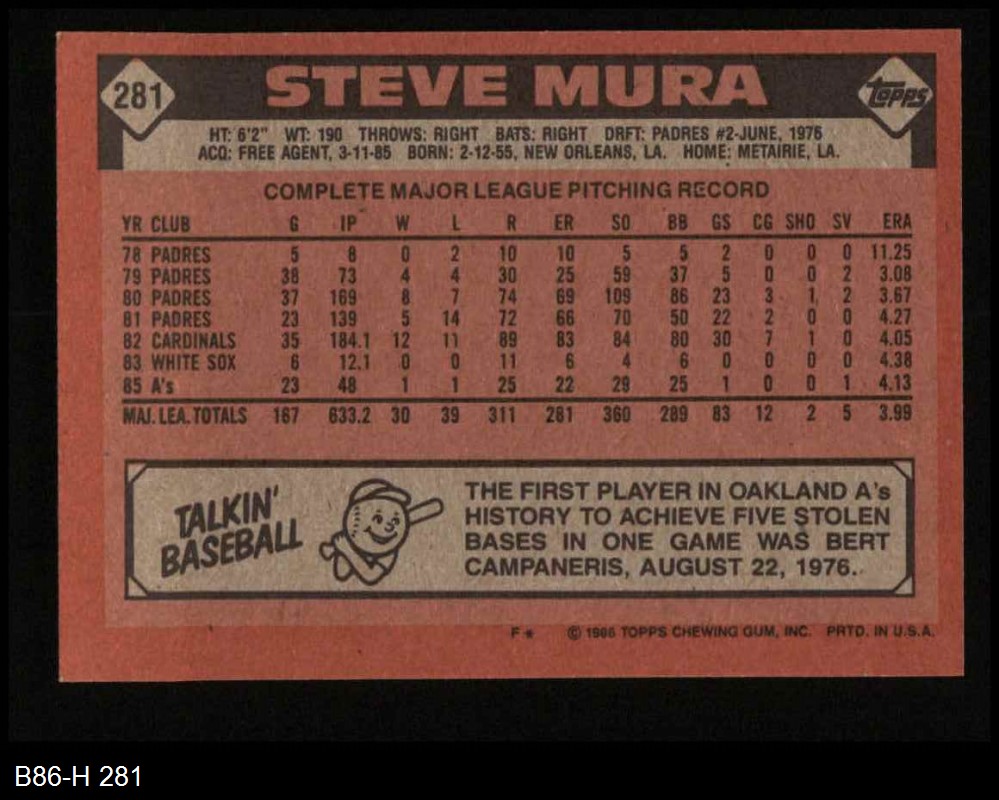 281 STEVE MURA Topps
HT: 6'2" WT: 190 THROWS: RIGHT BATS: RIGHT DRFT: PADRES #2-JUNE, 1976
ACQ: FREE AGENT, 3-11-85 BORN: 2-12-55, NEW ORLEANS, LA. HOME: METAIRIE, LA.
COMPLETE MAJOR LEAGUE PITCHING RECORD
YR CLUB G IP W L R ER SO BB GS CG SHO SV ERA
78 PADRES 5 8 0 2 10 10 5 5 2 0 0 0 11.25
79 PADRES 38 73 4 4 30 25 59 37 5 0 0 2 3.08
80 PADRES 37 169 8 7 74 69 109 86 23 3 1 2 3.67
81 PADRES 23 139 5 14 72 66 70 50 22 2 0 0 4.27
82 CARDINALS 35 184.1 12 11 89 83 84 80 30 7 1 0 4.05
83 WHITE SOX 6 12.1 0 0 11 6 4 6 0 0 0 0 4.38
85 A's 23 48 1 1 25 22 29 25 1 0 0 1 4.13
MAJ. LEA. TOTALS 167 633.2 30 39 311 281 360 289 83 12 2 5 3.99
TALKIN'
BASEBALL
THE FIRST PLAYER IN OAKLAND A's
HISTORY TO ACHIEVE FIVE STOLEN
BASES IN ONE GAME WAS BERT
CAMPANERIS, AUGUST 22, 1976.
F* © 1986 TOPPS CHEWING GUM, INC. PRTD. IN U.S.A.
B86-H 281